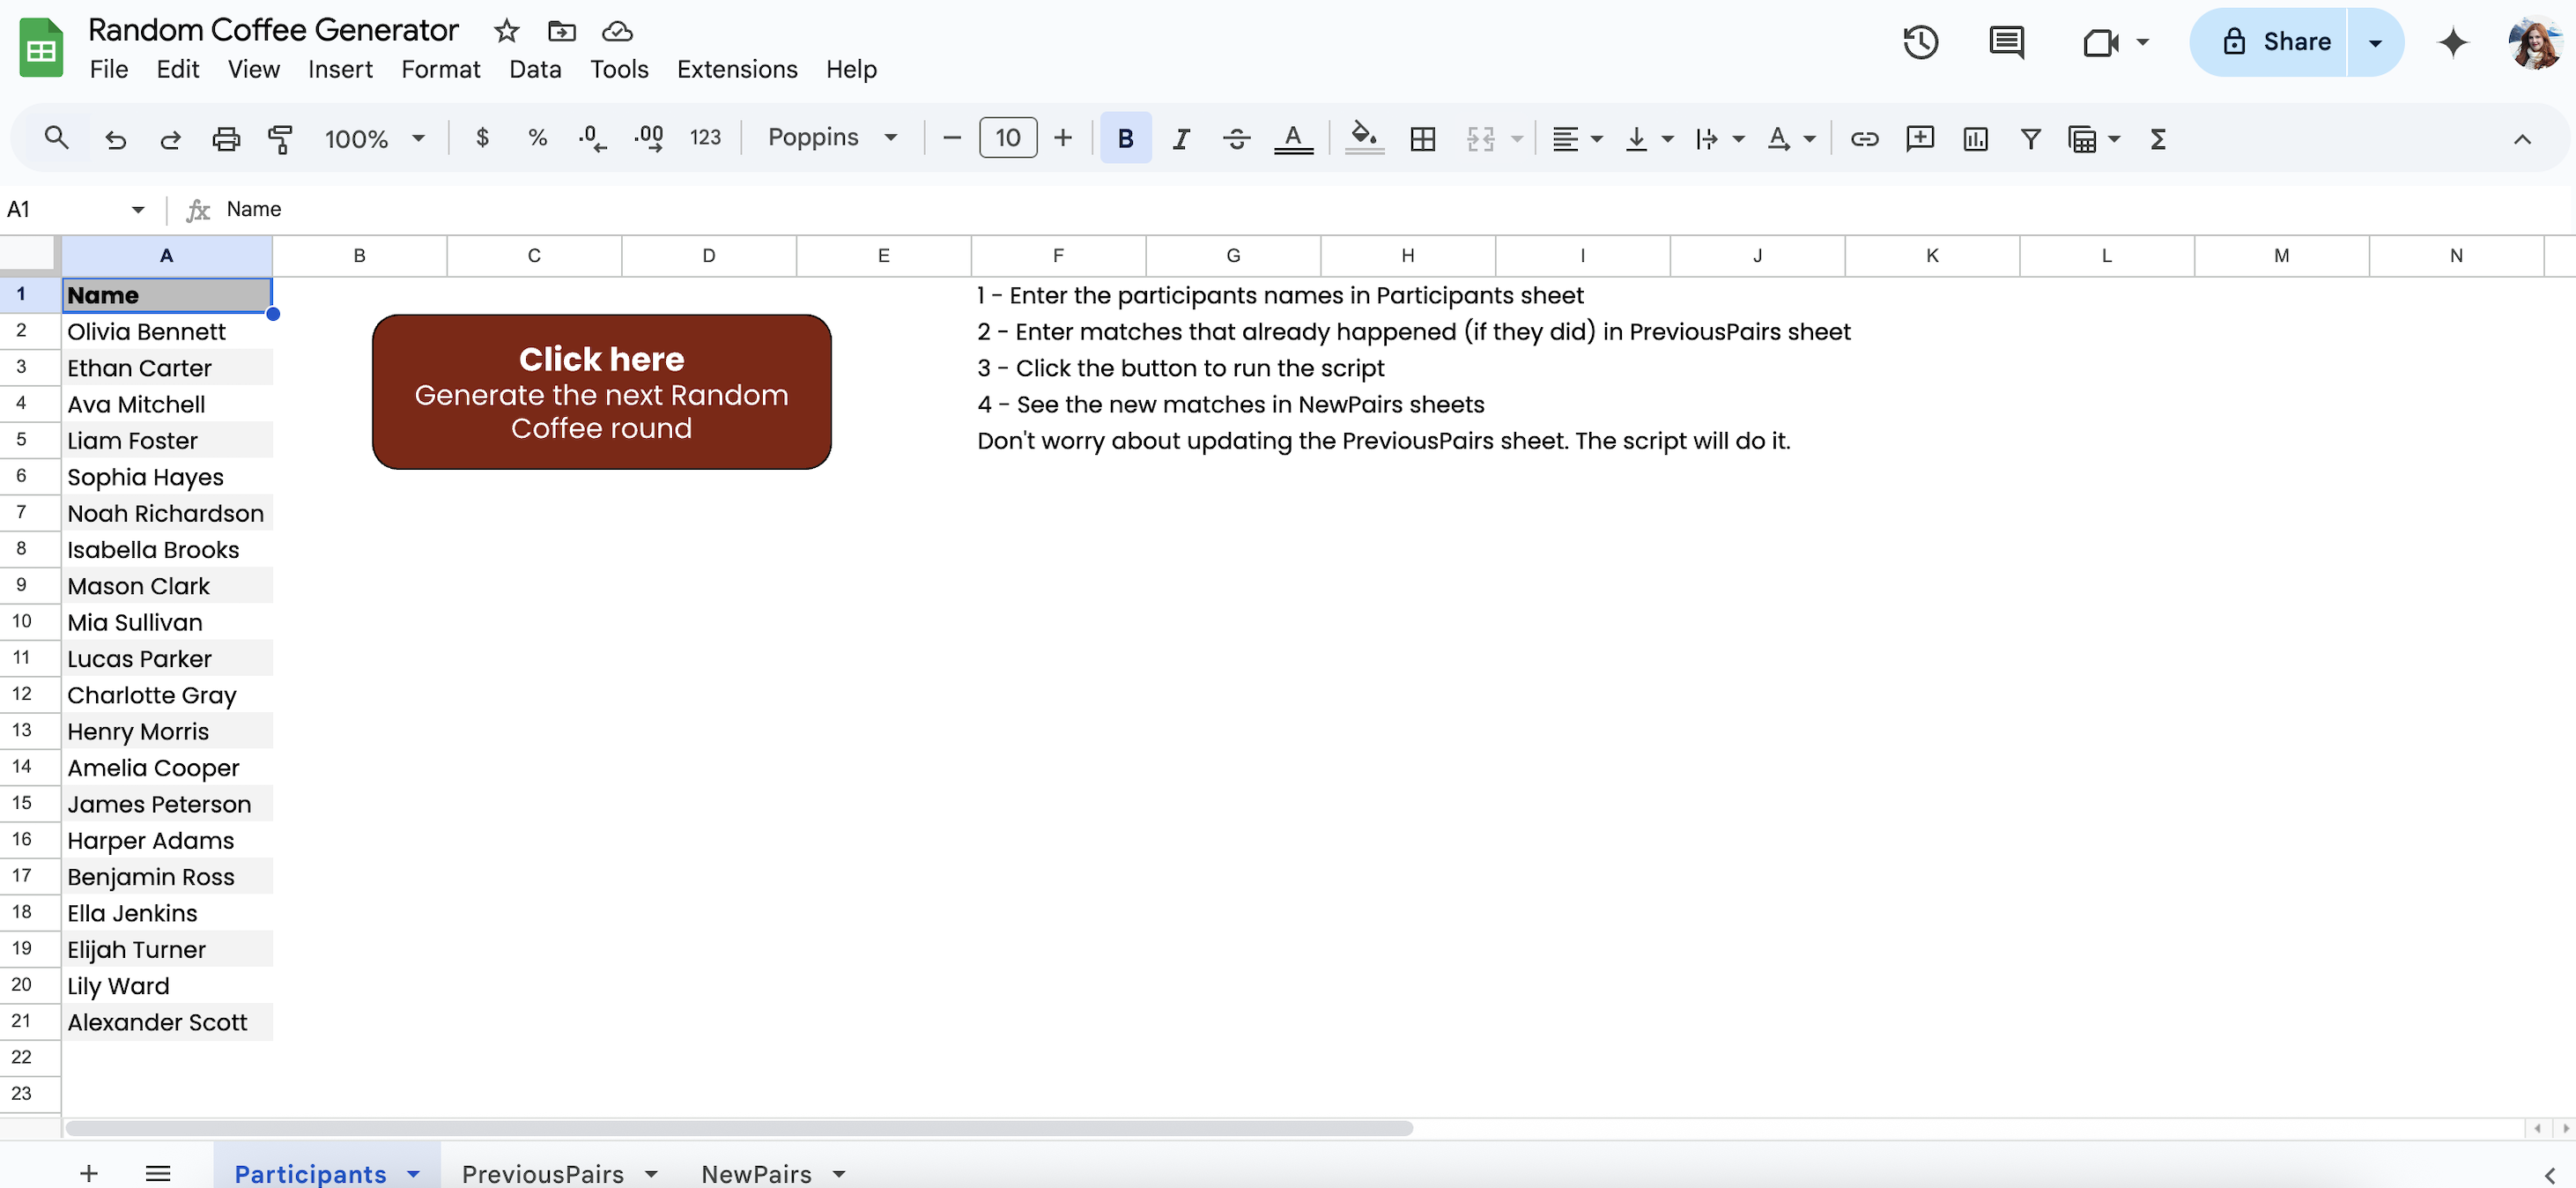 Random Coffee Generator
File Edit View Insert Format Data Tools Extensions Help
Share
100% $ % .0 .00 123 Poppins 10 B I A A
A1 fx Name
A B C D E F G H I J K L M N
1 Name 1 - Enter the participants names in Participants sheet
2 Olivia Bennett 2 - Enter matches that already happened (if they did) in PreviousPairs sheet
Click here
3 Ethan Carter 3 - Click the button to run the script
Generate the next Random
4 Ava Mitchell 4 - See the new matches in NewPairs sheets
Coffee round
5 Liam Foster Don't worry about updating the PreviousPairs sheet. The script will do it.
6 Sophia Hayes
7 Noah Richardson
8 Isabella Brooks
9 Mason Clark
10 Mia Sullivan
11 Lucas Parker
12 Charlotte Gray
13 Henry Morris
14 Amelia Cooper
15 James Peterson
16 Harper Adams
17 Benjamin Ross
18 Ella Jenkins
19 Elijah Turner
20 Lily Ward
21 Alexander Scott
22
23
Participants PreviousPairs NewPairs